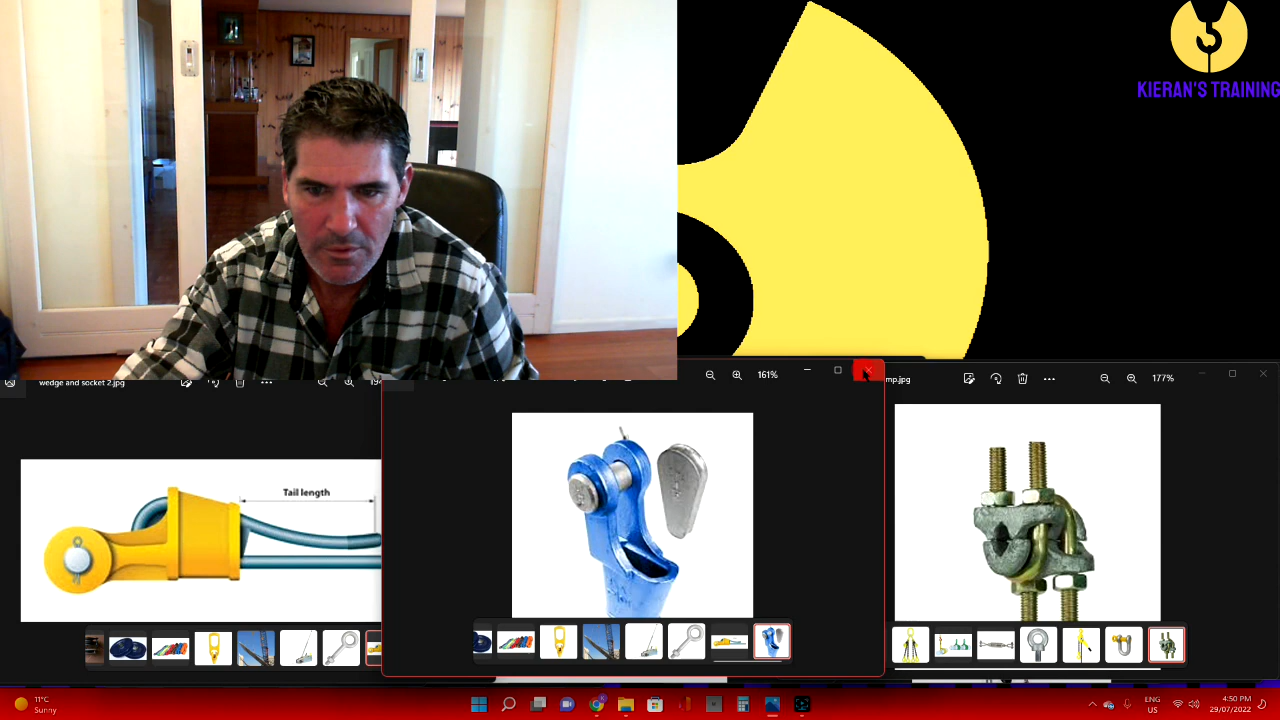 KIERAN'S TRAINING
wedge and socket 2.jpg
161%
mp.jpg
177%
Tail length
11°C
Sunny
ENG
US
4:50 PM
29/07/2022